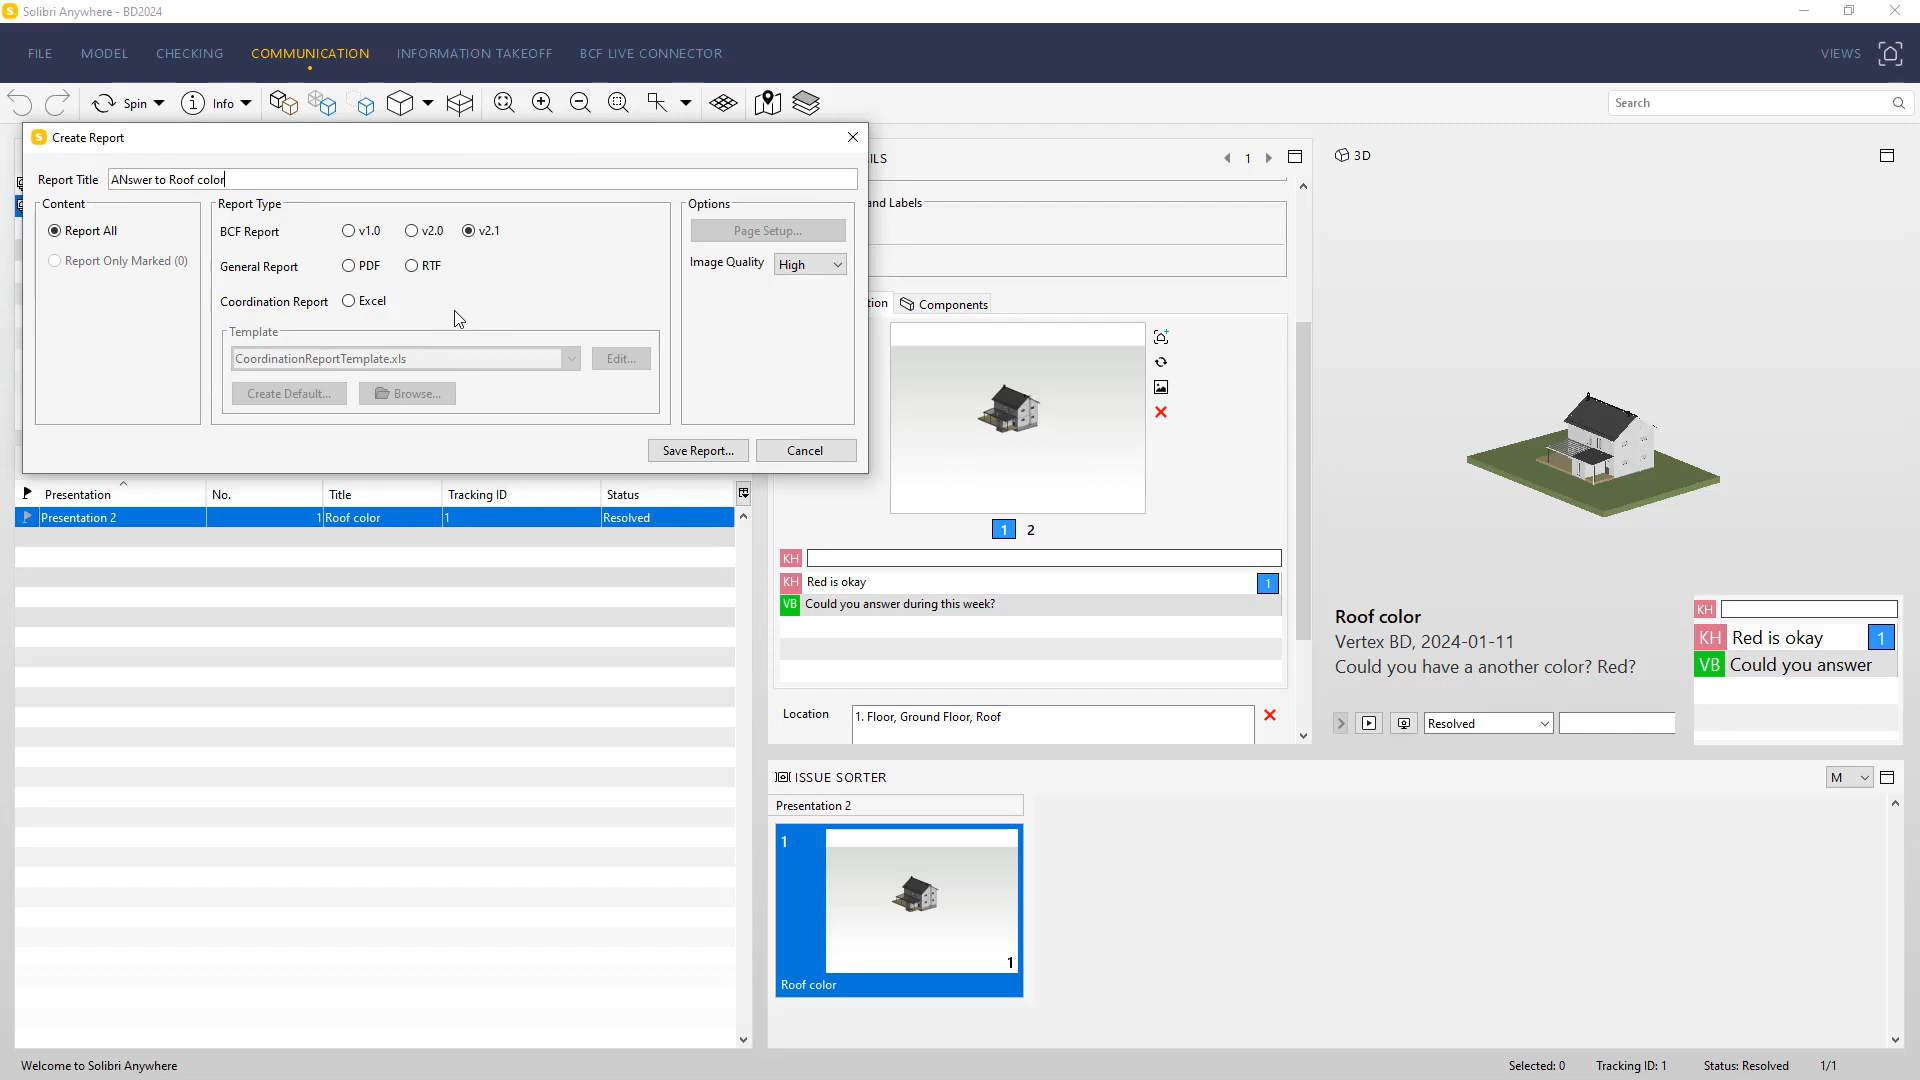 Solibri Anywhere - BD2024
FILE MODEL CHECKING COMMUNICATION INFORMATION TAKEOFF BCF LIVE CONNECTOR VIEWS
Spin Info Search
Create Report
Report Title ANswer to Roof color
Content
Report All
Report Only Marked (0)
Report Type
BCF Report v1.0 v2.0 v2.1
General Report PDF RTF
Coordination Report Excel
Template
CoordinationReportTemplate.xls Edit...
Create Default... Browse...
Options
Page Setup...
Image Quality High
Save Report... Cancel
ILS 1
and Labels
tion Components
1 2
KH
KH Red is okay 1
VB Could you answer during this week?
Location 1. Floor, Ground Floor, Roof
3D
Roof color
Vertex BD, 2024-01-11
Could you have a another color? Red?
Resolved
KH
KH Red is okay 1
VB Could you answer
Presentation No. Title Tracking ID Status
Presentation 2 1 Roof color 1 Resolved
ISSUE SORTER M
Presentation 2
1
1
Roof color
Welcome to Solibri Anywhere Selected: 0 Tracking ID: 1 Status: Resolved 1/1